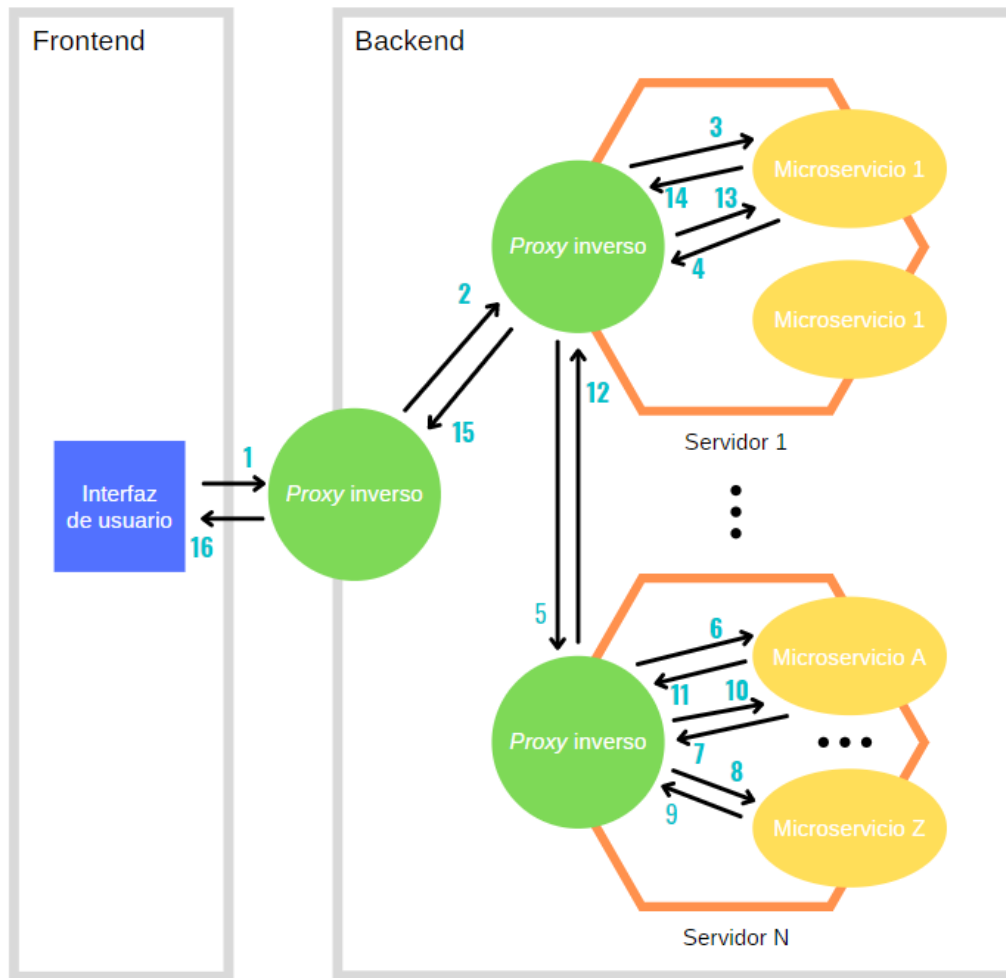 Frontend
Backend
3
Microservicio 1
14
13
Proxy inverso
4
2
Microservicio 1
12
15
Servidor 1
1
Interfaz
de usuario
Proxy inverso
16
5
6
Microservicio A
11
10
Proxy inverso
7
8
9
Microservicio Z
Servidor N